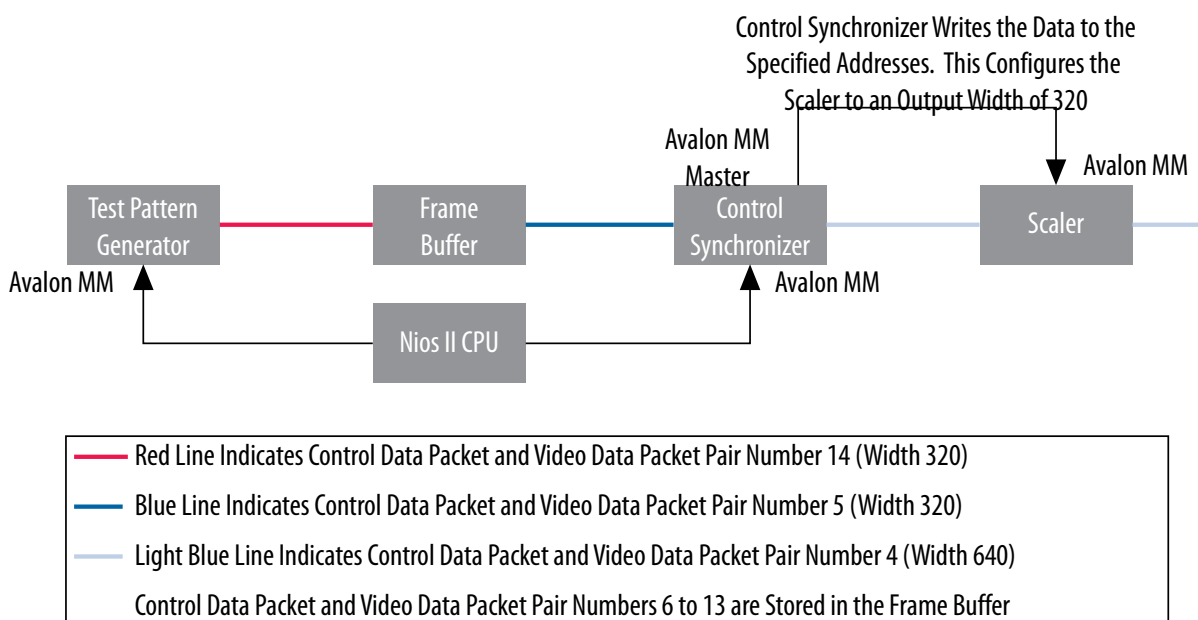 Control Synchronizer Writes the Data to the
Specified Addresses. This Configures the
Scaler to an Output Width of 320
Avalon MM
Master
Avalon MM
Test Pattern
Generator
Frame
Buffer
Control
Synchronizer
Scaler
Avalon MM
Avalon MM
Nios II CPU
Red Line Indicates Control Data Packet and Video Data Packet Pair Number 14 (Width 320)
Blue Line Indicates Control Data Packet and Video Data Packet Pair Number 5 (Width 320)
Light Blue Line Indicates Control Data Packet and Video Data Packet Pair Number 4 (Width 640)
Control Data Packet and Video Data Packet Pair Numbers 6 to 13 are Stored in the Frame Buffer